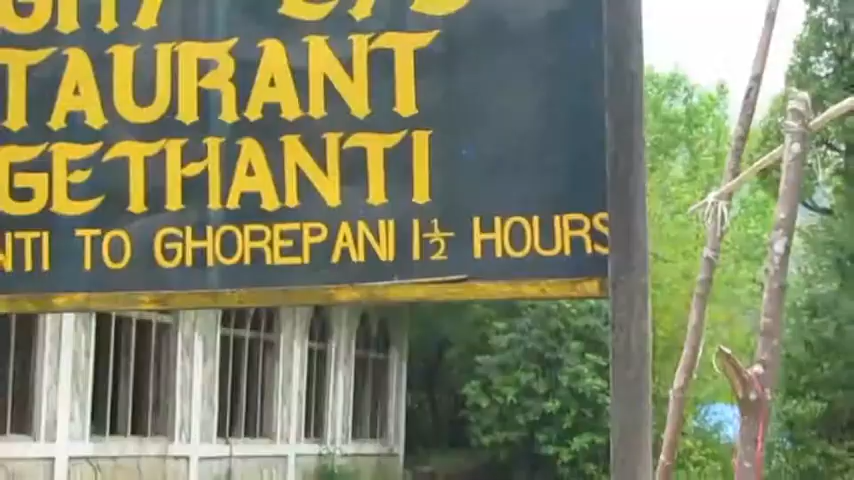 TAURANT
GETHANTI
NTI TO GHOREPANI 1½ HOURS